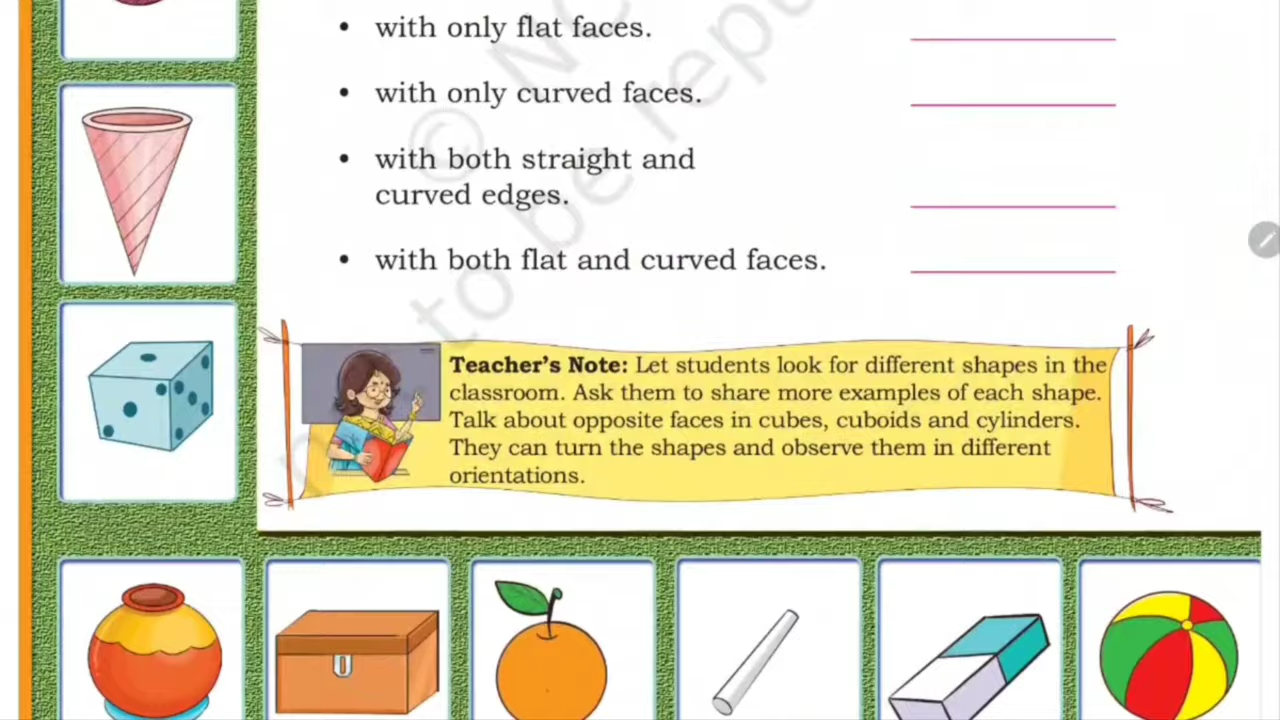 • with only flat faces.
• with only curved faces.
• with both straight and
curved edges.
• with both flat and curved faces.
Teacher's Note: Let students look for different shapes in the
classroom. Ask them to share more examples of each shape.
Talk about opposite faces in cubes, cuboids and cylinders.
They can turn the shapes and observe them in different
orientations.
to be repu